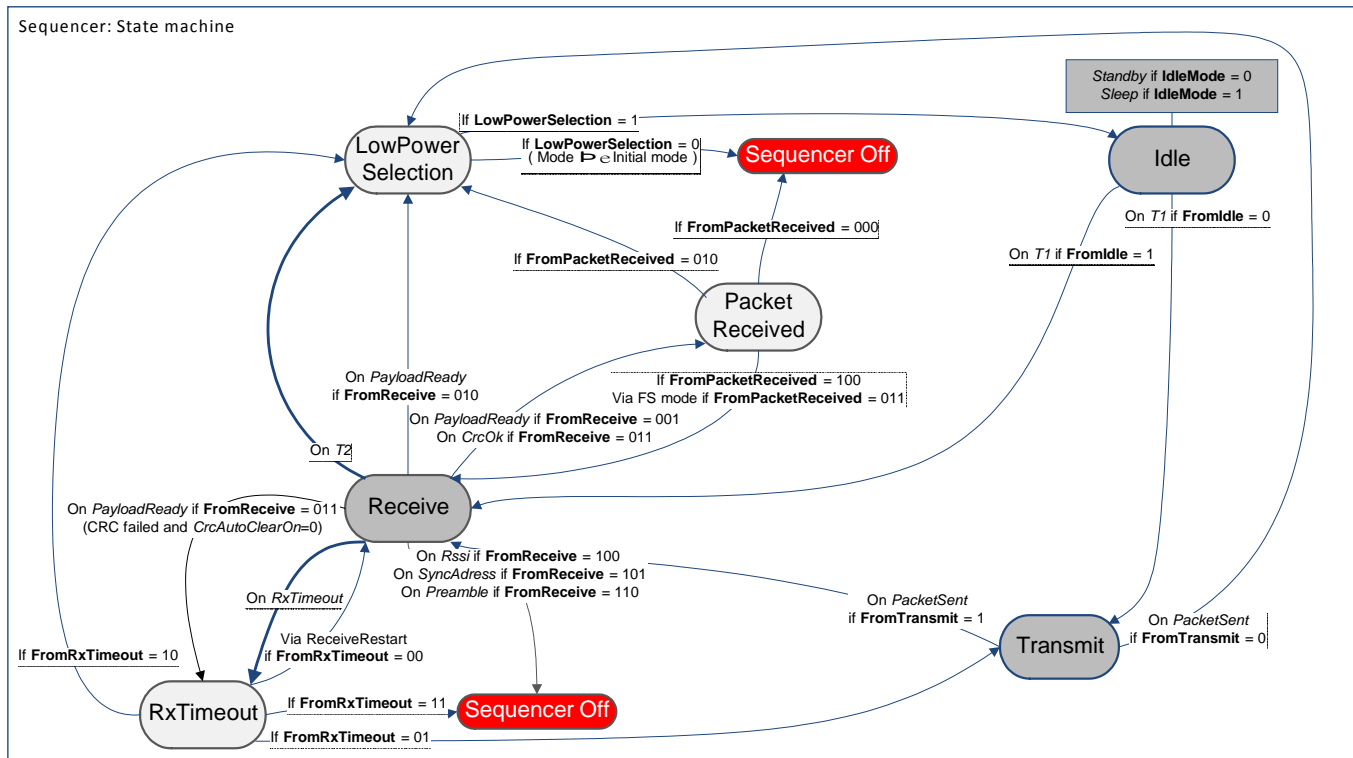 Sequencer: State machine
Standby if IdleMode = 0
Sleep if IdleMode = 1
If LowPowerSelection = 1
LowPower
Selection
If LowPowerSelection = 0
( Mode Initial mode )
Sequencer Off
Idle
On T1 if FromIdle = 0
If FromPacketReceived = 000
On T1 if FromIdle = 1
If FromPacketReceived = 010
Packet
Received
On PayloadReady
if FromReceive = 010
If FromPacketReceived = 100
Via FS mode if FromPacketReceived = 011
On PayloadReady if FromReceive = 001
On CrcOk if FromReceive = 011
On T2
Receive
On PayloadReady if FromReceive = 011
(CRC failed and CrcAutoClearOn=0)
On Rssi if FromReceive = 100
On SyncAdress if FromReceive = 101
On Preamble if FromReceive = 110
On RxTimeout
On PacketSent
if FromTransmit = 1
On PacketSent
if FromTransmit = 0
Transmit
Via ReceiveRestart
if FromRxTimeout = 00
If FromRxTimeout = 10
RxTimeout
If FromRxTimeout = 11
Sequencer Off
If FromRxTimeout = 01